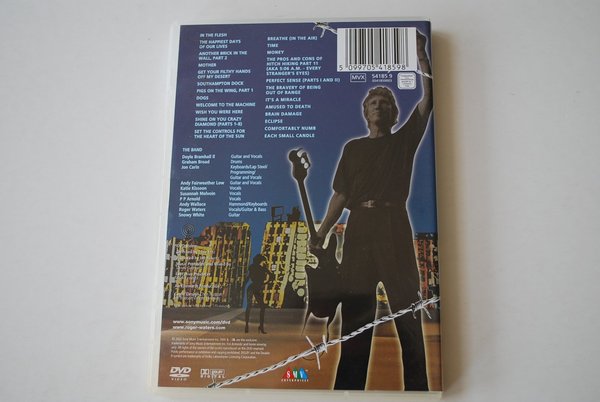 IN THE FLESH
THE HAPPIEST DAYS
OF OUR LIVES
ANOTHER BRICK IN THE
WALL, PART 2
MOTHER
GET YOUR FILTHY HANDS
OFF MY DESERT
SOUTHAMPTON DOCK
PIGS ON THE WING, PART 1
DOGS
WELCOME TO THE MACHINE
WISH YOU WERE HERE
SHINE ON YOU CRAZY
DIAMOND (PARTS 1-8)
SET THE CONTROLS FOR
THE HEART OF THE SUN
BREATHE (IN THE AIR)
TIME
MONEY
THE PROS AND CONS OF
HITCH HIKING PART 11
(AKA 5:06 A.M. - EVERY
STRANGER'S EYES)
PERFECT SENSE (PARTS I AND II)
THE BRAVERY OF BEING
OUT OF RANGE
IT'S A MIRACLE
AMUSED TO DEATH
BRAIN DAMAGE
ECLIPSE
COMFORTABLY NUMB
EACH SMALL CANDLE
5 099705 418598
MVX 54185 9
THE BAND
Doyle Bramhall II Guitar and Vocals
Graham Broad Drums
Jon Carin Keyboards/Lap Steel/
Programming/
Guitar and Vocals
Andy Fairweather Low Guitar and Vocals
Katie Kissoon Vocals
Susannah Melvoin Vocals
P P Arnold Vocals
Andy Wallace Hammond/Keyboards
Roger Waters Vocals/Guitar & Bass
Snowy White Guitar
www.sonymusic.com/dvd
www.roger-waters.com
DVD
VIDEO
DOLBY
DIGITAL
SMV
ENTERPRISES